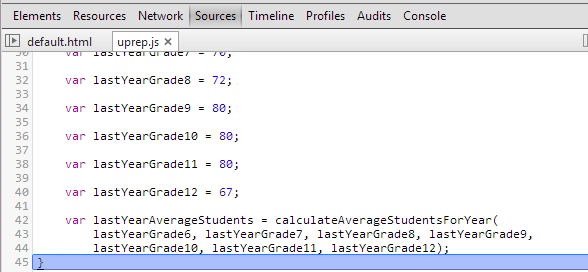 Elements Resources Network Sources Timeline Profiles Audits Console
default.html uprep.js ×
30 var lastYearGrade7 = 70;
31
32 var lastYearGrade8 = 72;
33
34 var lastYearGrade9 = 80;
35
36 var lastYearGrade10 = 80;
37
38 var lastYearGrade11 = 80;
39
40 var lastYearGrade12 = 67;
41
42 var lastYearAverageStudents = calculateAverageStudentsForYear(
43 lastYearGrade6, lastYearGrade7, lastYearGrade8, lastYearGrade9,
44 lastYearGrade10, lastYearGrade11, lastYearGrade12);
45 }